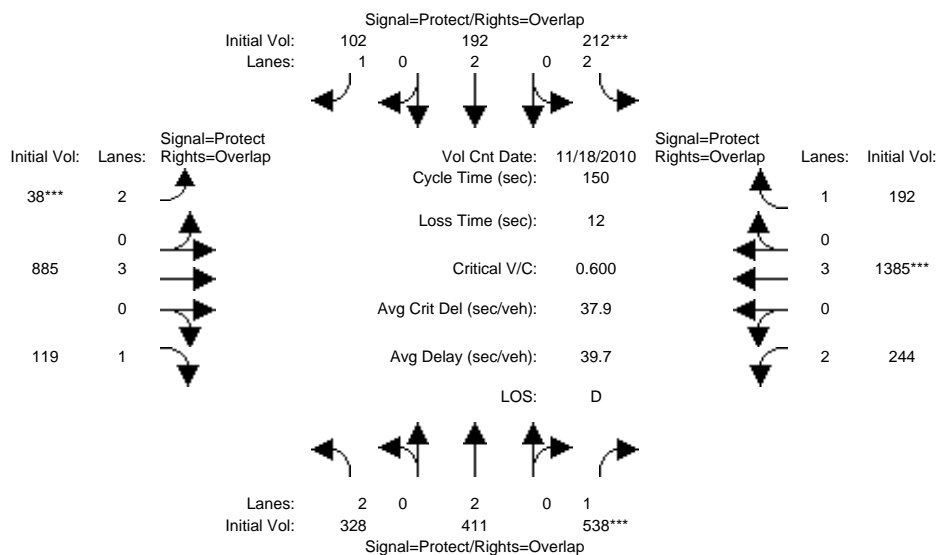 Signal=Protect/Rights=Overlap
Initial Vol: 102 192 212***
Lanes: 1 0 2 0 2
Signal=Protect Signal=Protect
Initial Vol: Lanes: Rights=Overlap Vol Cnt Date: 11/18/2010 Rights=Overlap Lanes: Initial Vol:
Cycle Time (sec): 150
38*** 2 1 192
Loss Time (sec): 12
0 0
885 3 Critical V/C: 0.600 3 1385***
0 Avg Crit Del (sec/veh): 37.9 0
119 1 Avg Delay (sec/veh): 39.7 2 244
LOS: D
Lanes: 2 0 2 0 1
Initial Vol: 328 411 538***
Signal=Protect/Rights=Overlap